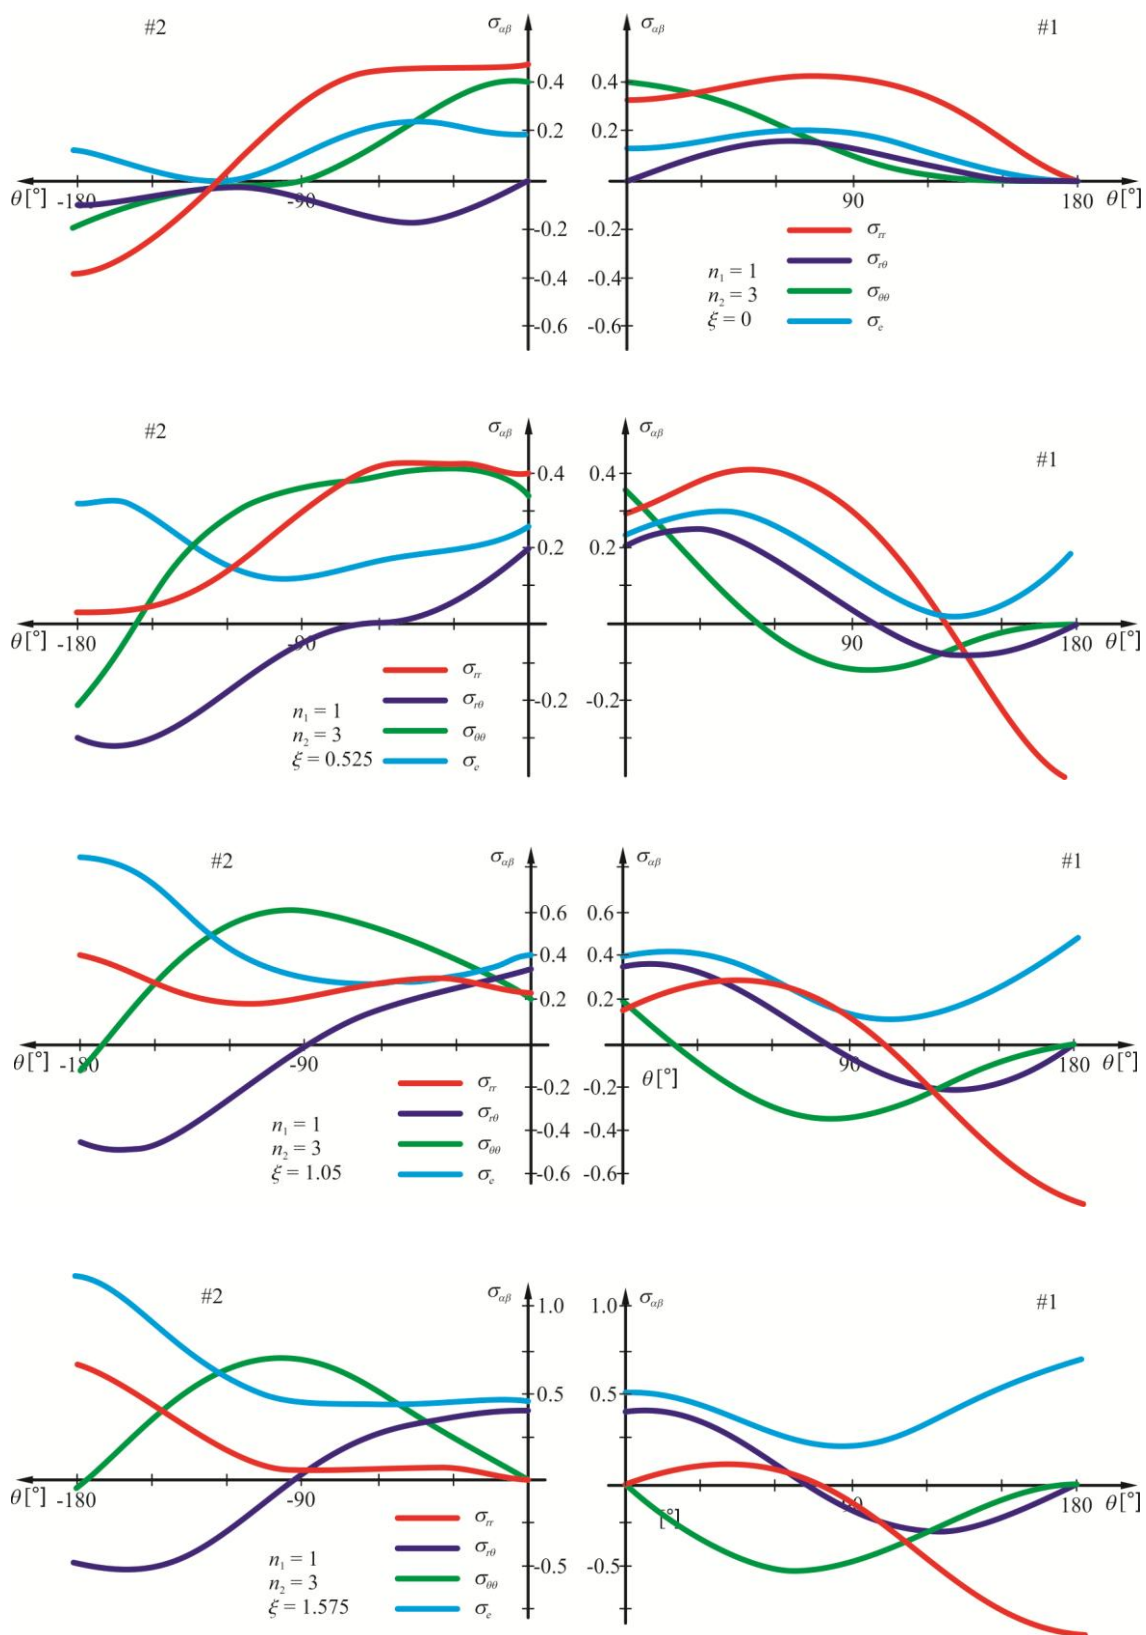 #2 σαβ σαβ #1
0.4 0.4
0.2 0.2
θ[°] -180 -90 90 180 θ[°]
-0.2 -0.2 σrr
-0.4 -0.4 n₁ = 1 σrθ
n₂ = 3 σθθ
-0.6 -0.6 ξ = 0 σe
#2 σαβ σαβ #1
0.4 0.4
0.2 0.2
θ[°] -180 -90 90 180 θ[°]
σrr
-0.2 -0.2
n₁ = 1 σrθ
n₂ = 3 σθθ
ξ = 0.525 σe
#2 σαβ σαβ #1
0.6 0.6
0.4 0.4
0.2 0.2
θ[°] -180 -90 90 180 θ[°]
σrr -0.2 -0.2 θ[°]
n₁ = 1 σrθ -0.4 -0.4
n₂ = 3 σθθ
ξ = 1.05 σe -0.6 -0.6
#2 σαβ σαβ #1
1.0 1.0
0.5 0.5
θ[°] -180 -90 90 180 θ[°]
σrr [°]
n₁ = 1 σrθ -0.5 -0.5
n₂ = 3 σθθ
ξ = 1.575 σe